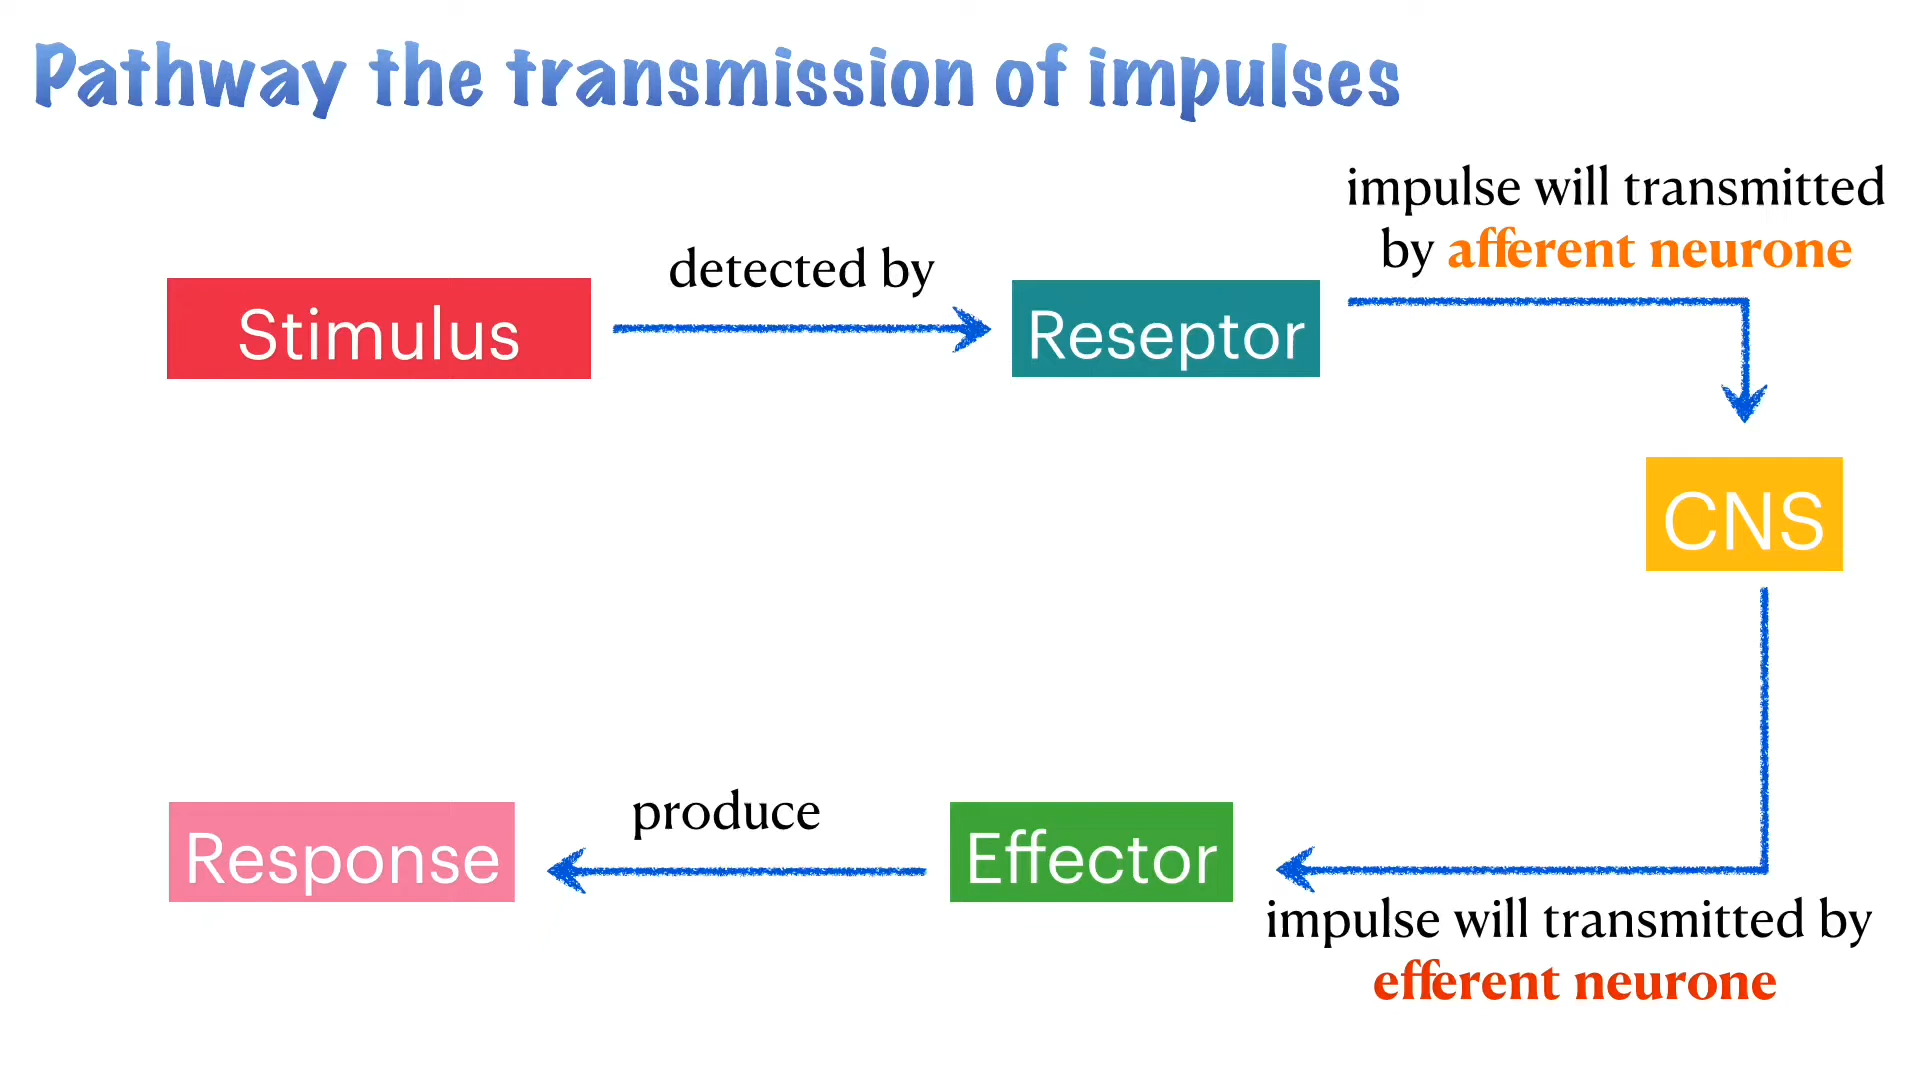 Pathway the transmission of impulses
impulse will transmitted
by afferent neurone
detected by
Stimulus
Reseptor
CNS
produce
Response
Effector
impulse will transmitted by
efferent neurone